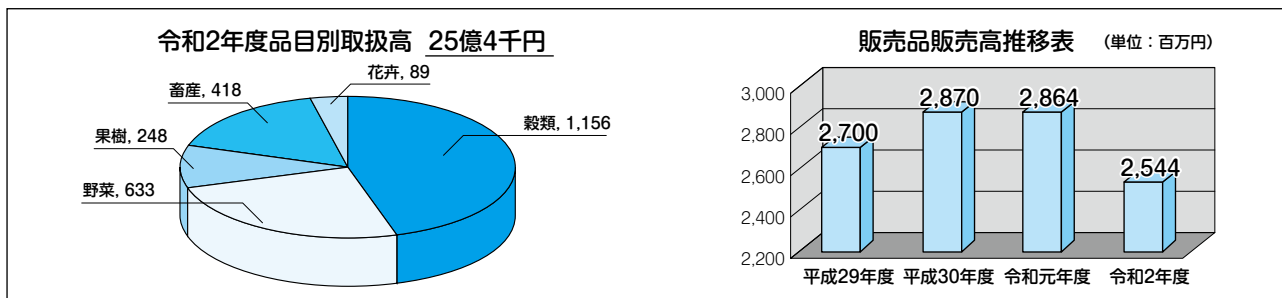 令和2年度品目別取扱高 25億4千円
花卉, 89
畜産, 418
穀類, 1,156
果樹, 248
野菜, 633
販売品販売高推移表 (単位：百万円)
3,000
2,800
2,600
2,400
2,200
2,700
2,870
2,864
2,544
平成29年度 平成30年度 令和元年度 令和2年度